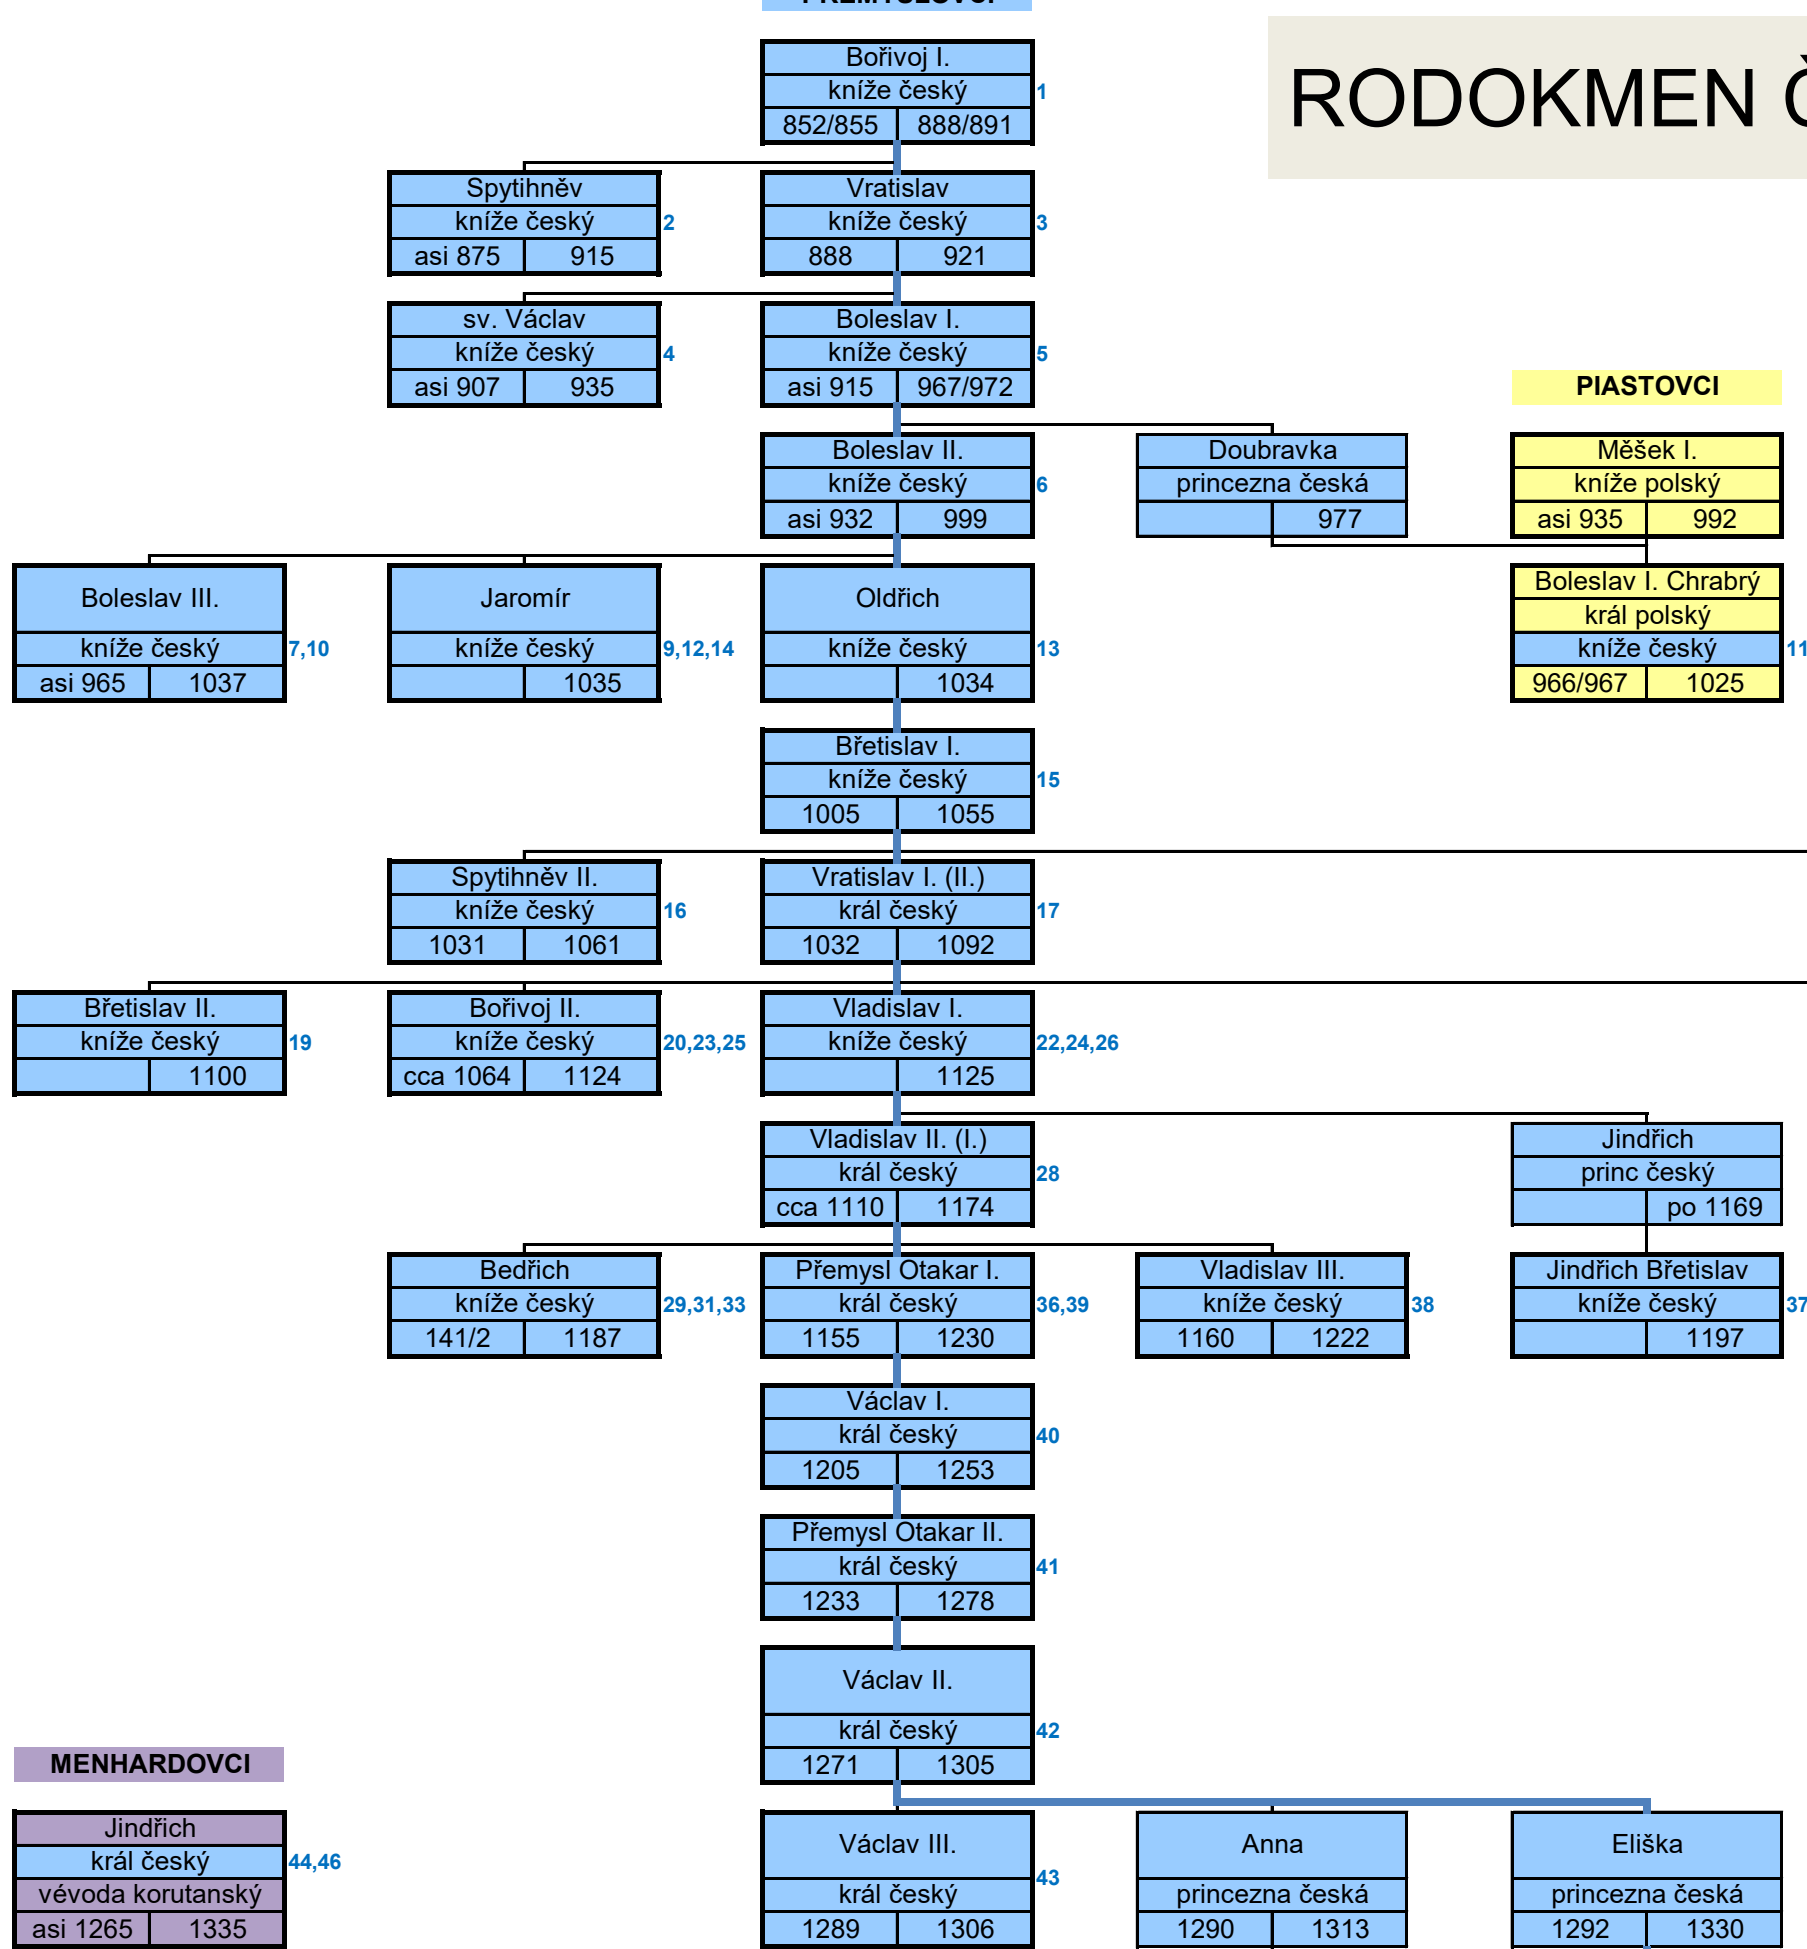 PŘEMYSLOVCI
RODOKMEN Č
Bořivoj I.
kníže český
1
852/855 888/891
Spytihněv
kníže český
2
asi 875 915
Vratislav
kníže český
3
888 921
sv. Václav
kníže český
4
asi 907 935
Boleslav I.
kníže český
5
asi 915 967/972
PIASTOVCI
Boleslav II.
kníže český
6
asi 932 999
Doubravka
princezna česká
977
Měšek I.
kníže polský
asi 935 992
Boleslav III.
kníže český
7,10
asi 965 1037
Jaromír
kníže český
9,12,14
1035
Oldřich
kníže český
13
1034
Boleslav I. Chrabrý
král polský
kníže český
11
966/967 1025
Břetislav I.
kníže český
15
1005 1055
Spytihněv II.
kníže český
16
1031 1061
Vratislav I. (II.)
král český
17
1032 1092
Břetislav II.
kníže český
19
1100
Bořivoj II.
kníže český
20,23,25
cca 1064 1124
Vladislav I.
kníže český
22,24,26
1125
Vladislav II. (I.)
král český
28
cca 1110 1174
Jindřich
princ český
po 1169
Bedřich
kníže český
29,31,33
141/2 1187
Přemysl Otakar I.
král český
36,39
1155 1230
Vladislav III.
kníže český
38
1160 1222
Jindřich Břetislav
kníže český
37
1197
Václav I.
král český
40
1205 1253
Přemysl Otakar II.
král český
41
1233 1278
Václav II.
král český
42
1271 1305
MENHARDOVCI
Jindřich
král český
44,46
vévoda korutanský
asi 1265 1335
Václav III.
král český
43
1289 1306
Anna
princezna česká
1290 1313
Eliška
princezna česká
1292 1330